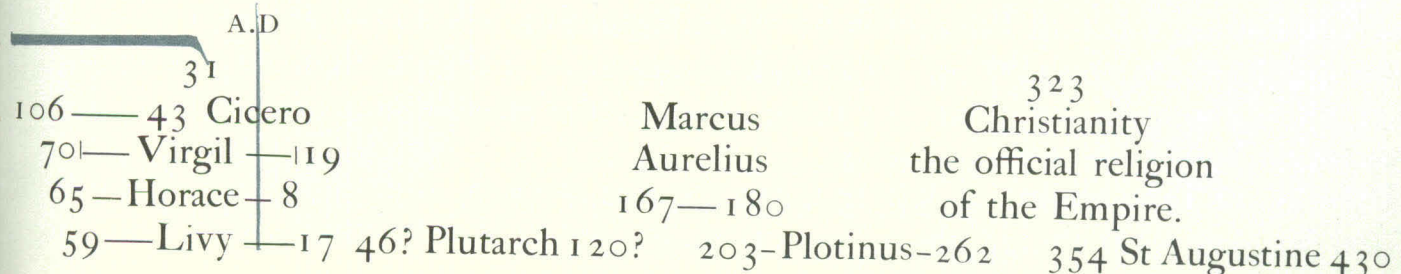 A.D
31
106 — 43 Cicero
70 — Virgil — 19
65 — Horace — 8
59 — Livy — 17 46? Plutarch 120? 203-Plotinus-262 354 St Augustine 430
Marcus
Aurelius
167—180
323
Christianity
the official religion
of the Empire.